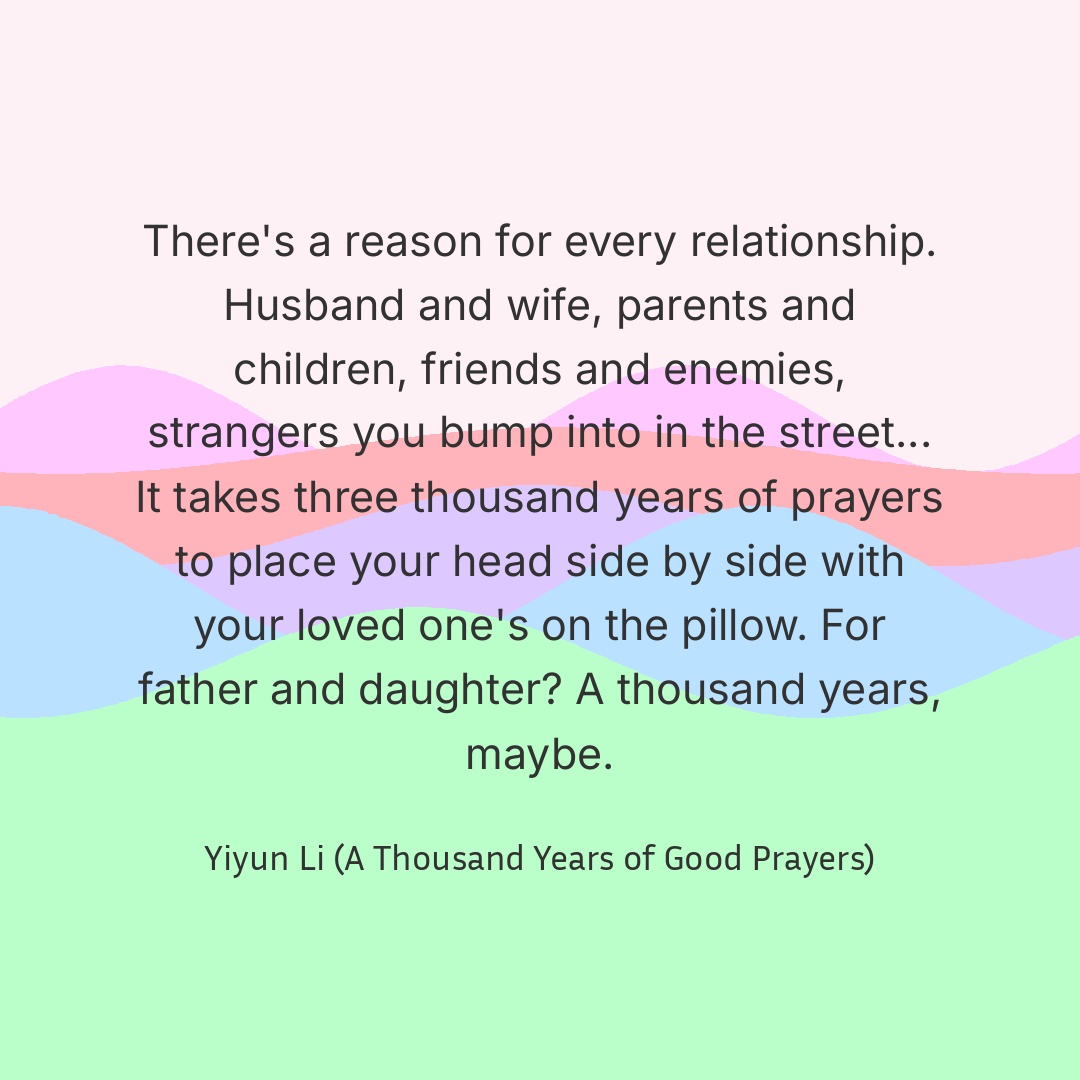 There's a reason for every relationship.
Husband and wife, parents and
children, friends and enemies,
strangers you bump into in the street...
It takes three thousand years of prayers
to place your head side by side with
your loved one's on the pillow. For
father and daughter? A thousand years,
maybe.
Yiyun Li (A Thousand Years of Good Prayers)